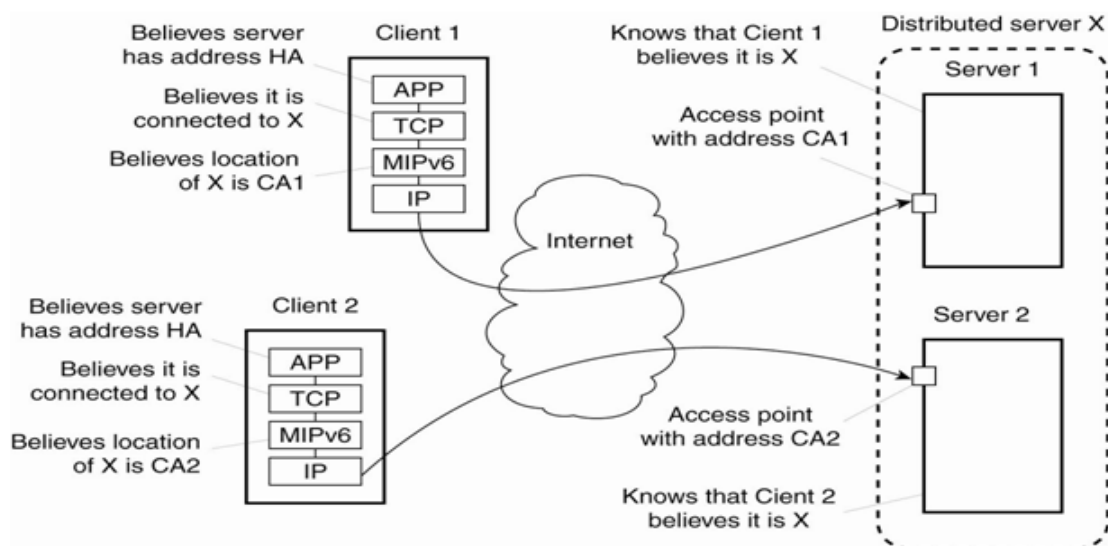 Believes server
has address HA
Client 1
Knows that Cient 1
believes it is X
Distributed server X
Server 1
APP
Believes it is
connected to X
TCP
Access point
with address CA1
Believes location
of X is CA1
MIPv6
IP
Internet
Believes server
has address HA
Client 2
Server 2
APP
Believes it is
connected to X
TCP
Access point
with address CA2
Believes location
of X is CA2
MIPv6
IP
Knows that Cient 2
believes it is X